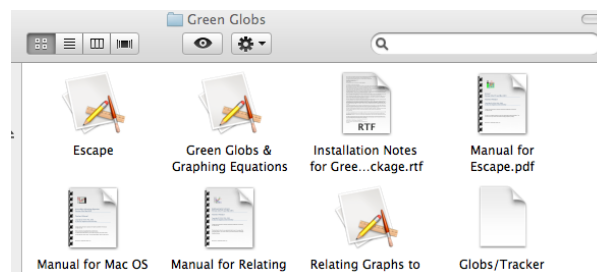 Green Globs
Escape
Green Globs &
Graphing Equations
RTF
Installation Notes
for Gree...ckage.rtf
Manual for
Escape.pdf
Manual for Mac OS
Manual for Relating
Relating Graphs to
Globs/Tracker